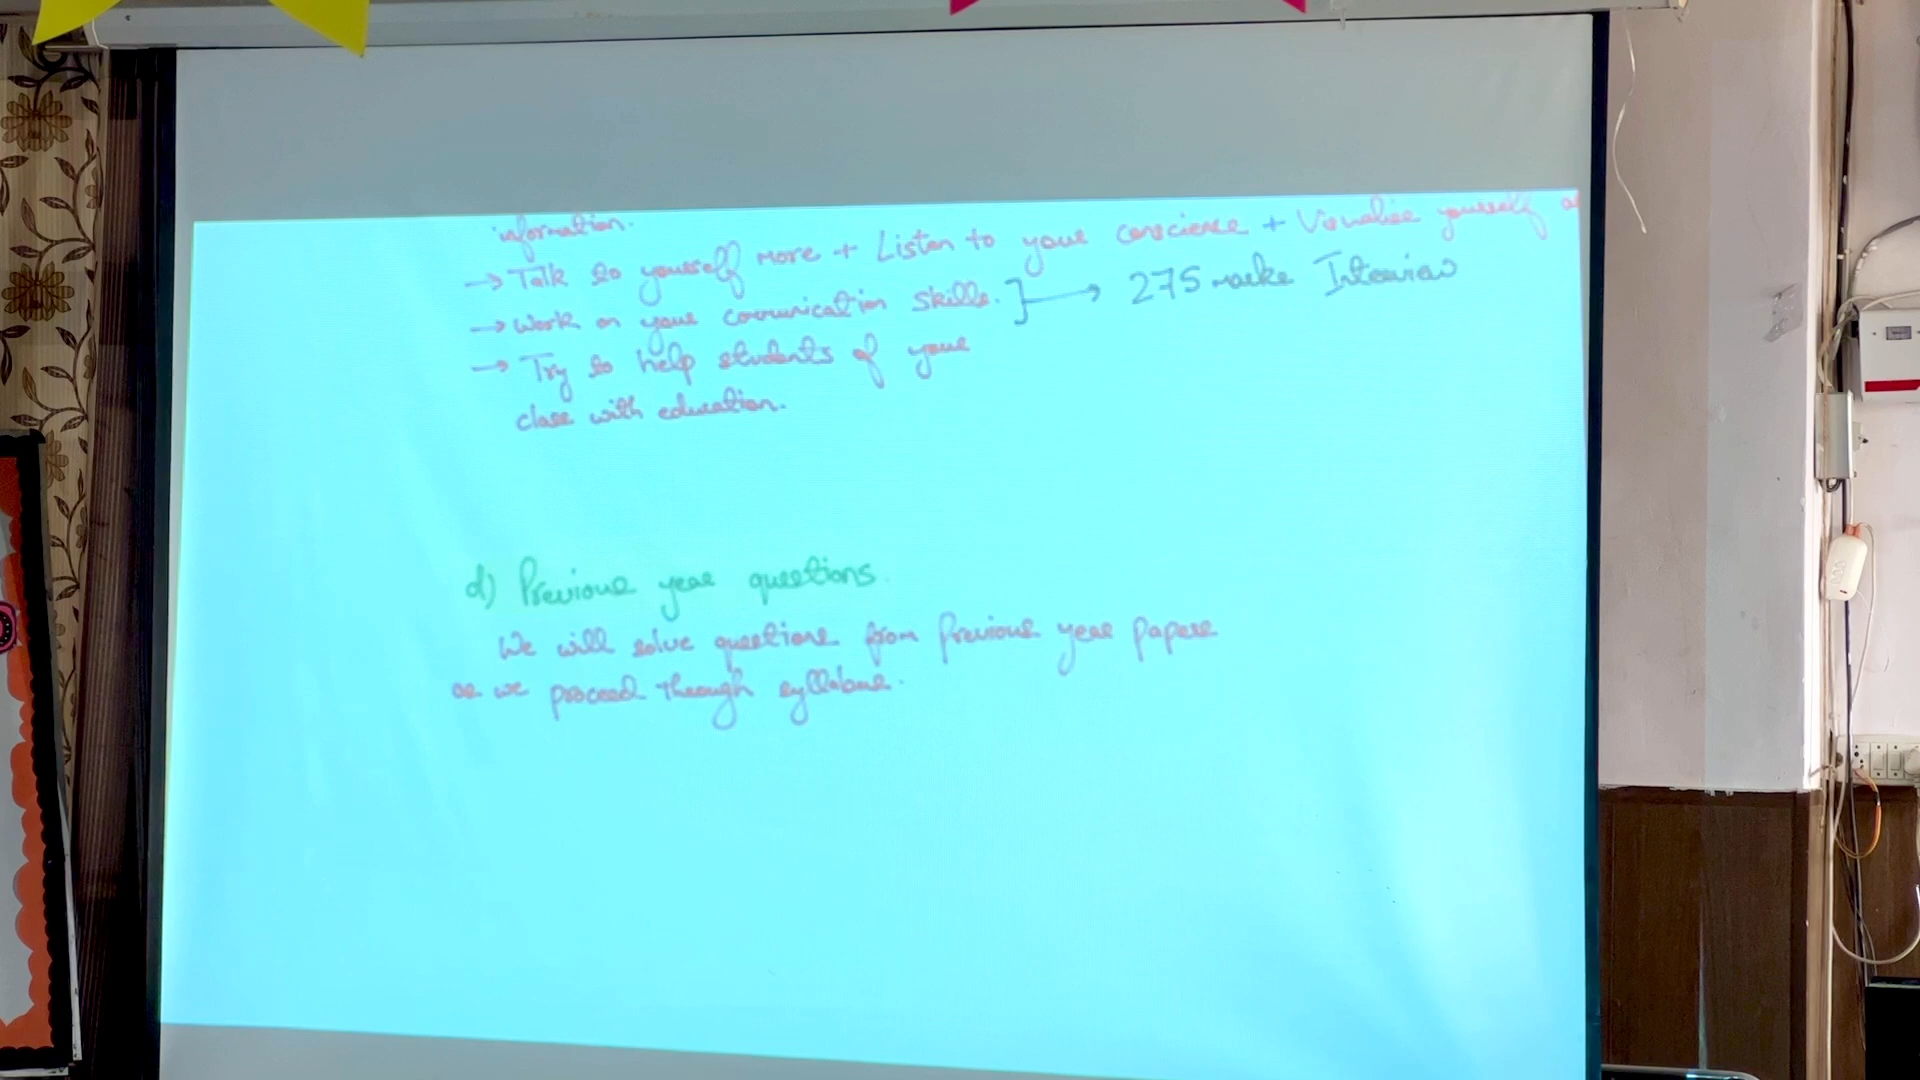 information.
→ Talk to yourself more + Listen to your conscience + Visualise yourself a
→ Work on your communication skills. ] → 275 marks Interview
→ Try to help students of your
class with education.
d) Previous year questions.
We will solve questions from Previous year papers
as we proceed through syllabus.